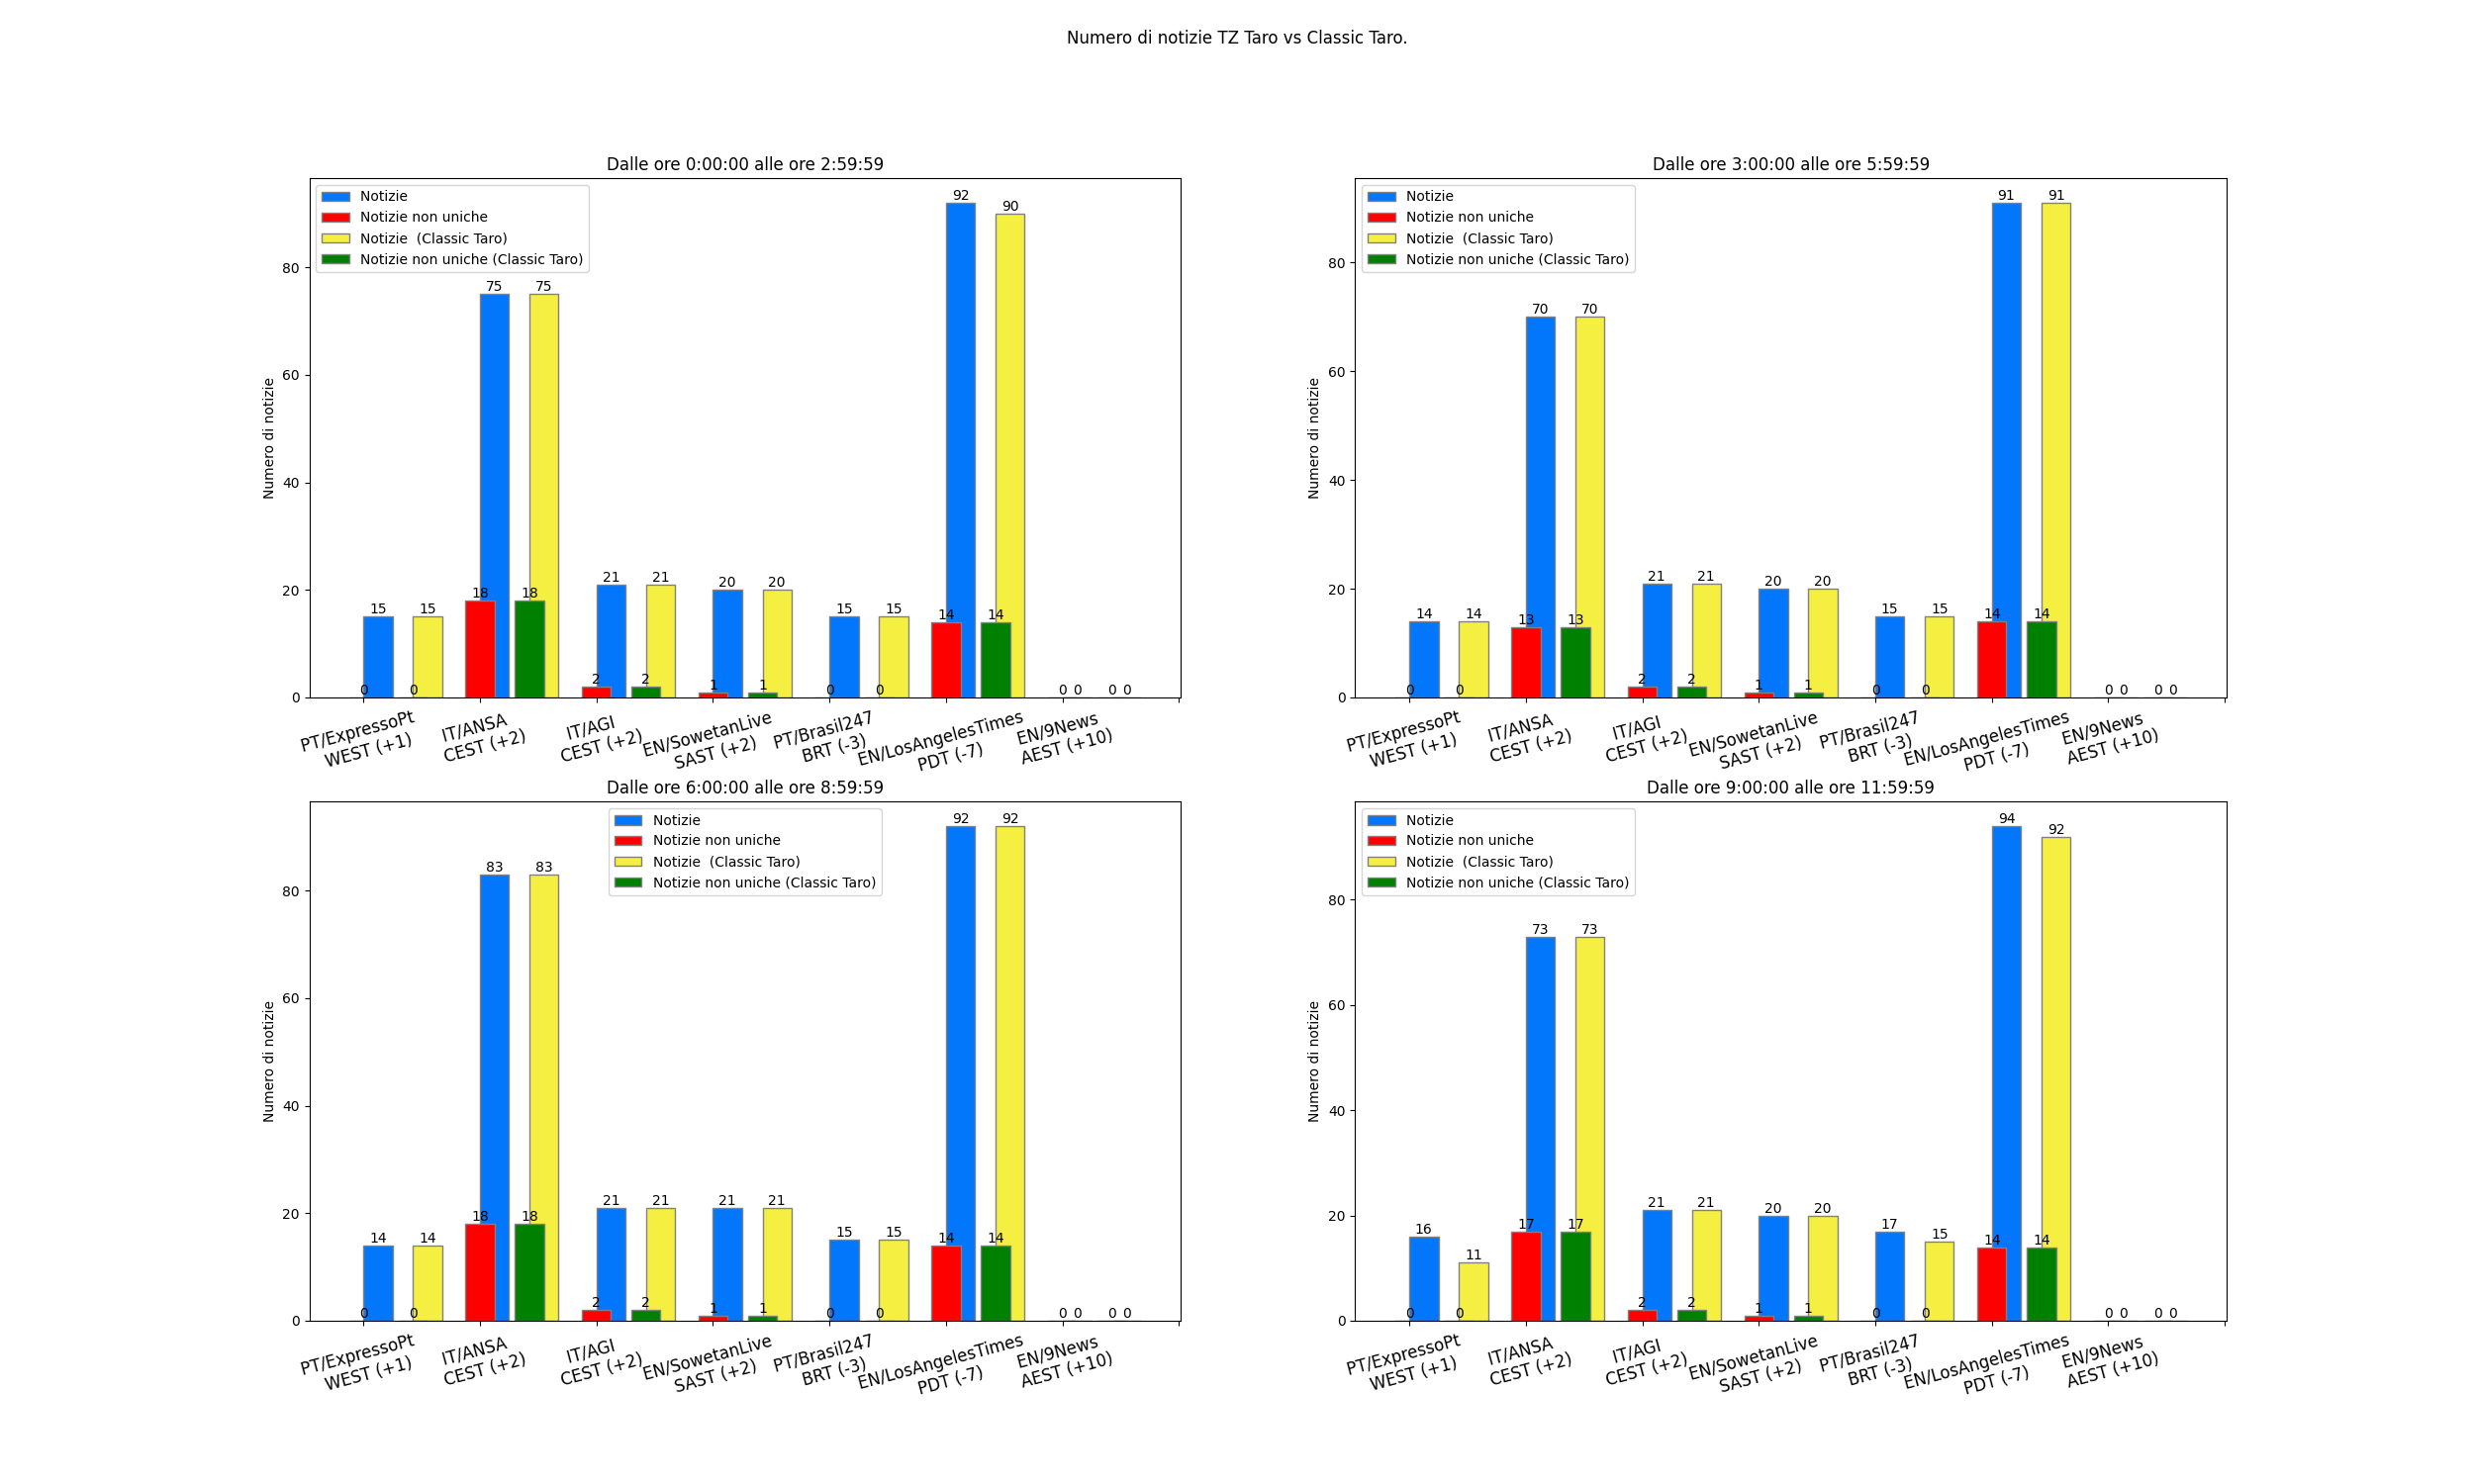 Numero di notizie TZ Taro vs Classic Taro.
Dalle ore 0:00:00 alle ore 2:59:59
Notizie
Notizie non uniche
Notizie  (Classic Taro)
Notizie non uniche (Classic Taro)
Numero di notizie
80
60
40
20
0
15 15 75 75 21 21 20 20 15 15 92 90
0 0 18 18 2 2 1 1 0 0 14 14 0 0 0 0
PT/ExpressoPt
WEST (+1)
IT/ANSA
CEST (+2)
IT/AGI
CEST (+2)
EN/SowetanLive
SAST (+2)
PT/Brasil247
BRT (-3)
EN/LosAngelesTimes
PDT (-7)
EN/9News
AEST (+10)
Dalle ore 3:00:00 alle ore 5:59:59
Notizie
Notizie non uniche
Notizie  (Classic Taro)
Notizie non uniche (Classic Taro)
Numero di notizie
80
60
40
20
0
14 14 70 70 21 21 20 20 15 15 91 91
0 0 13 13 2 2 1 1 0 0 14 14 0 0 0 0
PT/ExpressoPt
WEST (+1)
IT/ANSA
CEST (+2)
IT/AGI
CEST (+2)
EN/SowetanLive
SAST (+2)
PT/Brasil247
BRT (-3)
EN/LosAngelesTimes
PDT (-7)
EN/9News
AEST (+10)
Dalle ore 6:00:00 alle ore 8:59:59
Notizie
Notizie non uniche
Notizie  (Classic Taro)
Notizie non uniche (Classic Taro)
Numero di notizie
80
60
40
20
0
14 14 83 83 21 21 21 21 15 15 92 92
0 0 18 18 2 2 1 1 0 0 14 14 0 0 0 0
PT/ExpressoPt
WEST (+1)
IT/ANSA
CEST (+2)
IT/AGI
CEST (+2)
EN/SowetanLive
SAST (+2)
PT/Brasil247
BRT (-3)
EN/LosAngelesTimes
PDT (-7)
EN/9News
AEST (+10)
Dalle ore 9:00:00 alle ore 11:59:59
Notizie
Notizie non uniche
Notizie  (Classic Taro)
Notizie non uniche (Classic Taro)
Numero di notizie
80
60
40
20
0
16 11 73 73 21 21 20 20 17 15 94 92
0 0 17 17 2 2 1 1 0 0 14 14 0 0 0 0
PT/ExpressoPt
WEST (+1)
IT/ANSA
CEST (+2)
IT/AGI
CEST (+2)
EN/SowetanLive
SAST (+2)
PT/Brasil247
BRT (-3)
EN/LosAngelesTimes
PDT (-7)
EN/9News
AEST (+10)